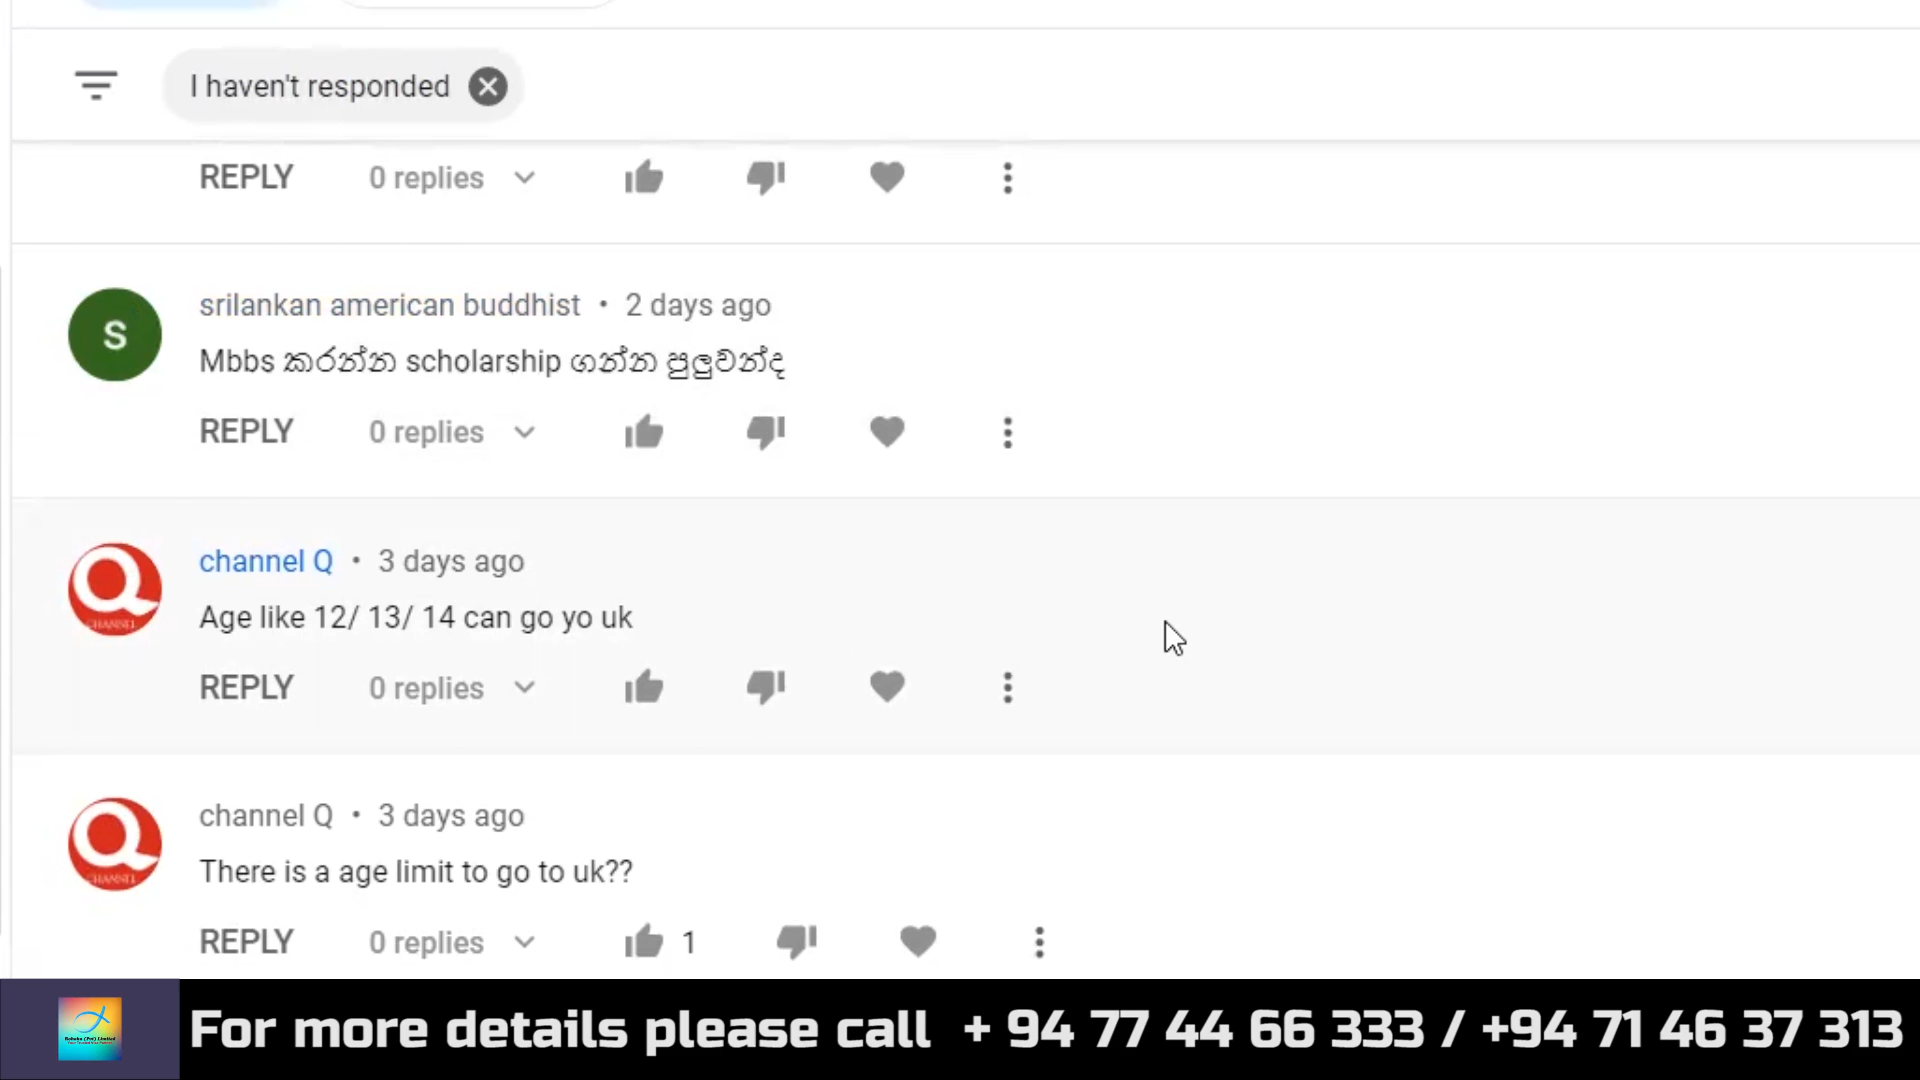 I haven't responded
REPLY 0 replies
S
srilankan american buddhist • 2 days ago
Mbbs කරන්න scholarship ගන්න පුලුවන්ද
REPLY 0 replies
channel Q • 3 days ago
Q
CHANNEL
Age like 12/ 13/ 14 can go yo uk
REPLY 0 replies
channel Q • 3 days ago
Q
CHANNEL
There is a age limit to go to uk??
REPLY 0 replies 1
For more details please call + 94 77 44 66 333 / +94 71 46 37 313